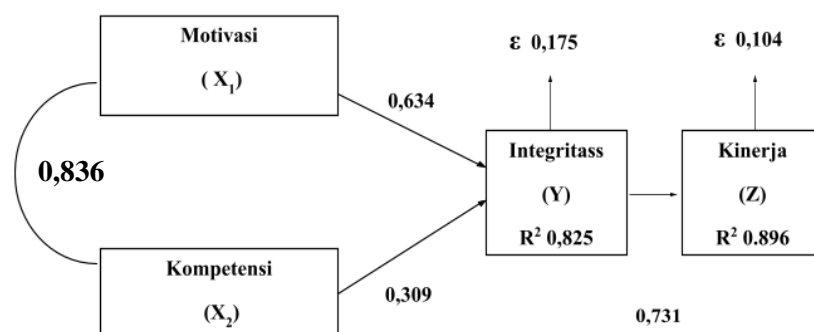 Motivasi
( X₁)
ε 0,175
ε 0,104
0,634
0,836
Integritass
(Y)
R² 0,825
Kinerja
(Z)
R² 0.896
Kompetensi
(X₂)
0,309
0,731